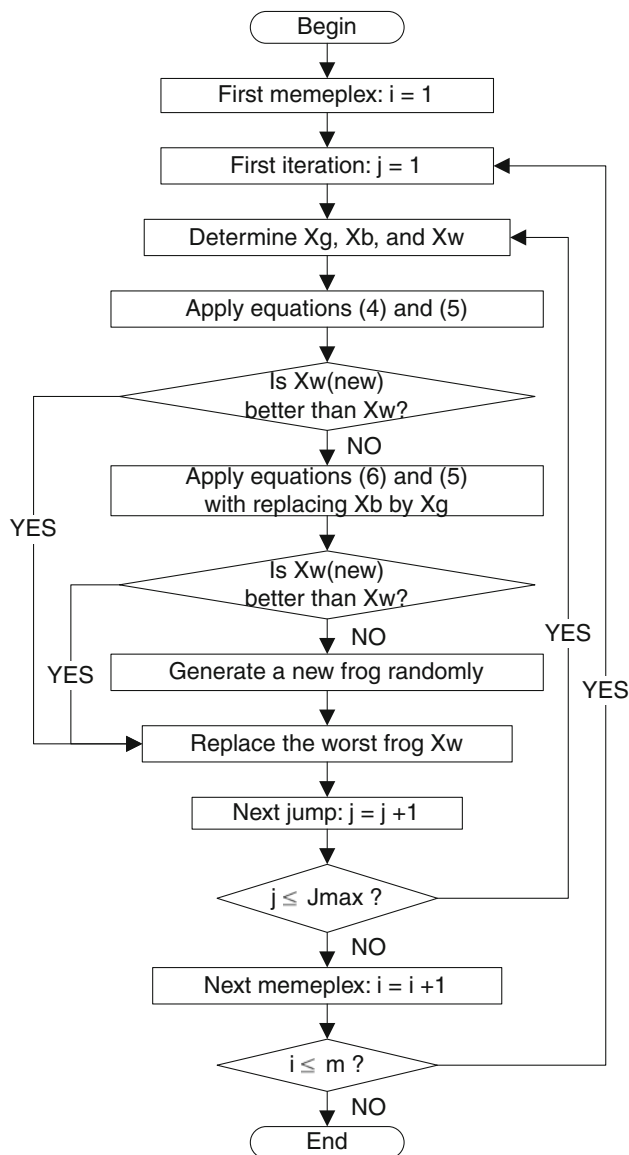 Begin
First memeplex: i = 1
First iteration: j = 1
Determine Xg, Xb, and Xw
Apply equations (4) and (5)
Is Xw(new)
better than Xw?
NO
Apply equations (6) and (5)
with replacing Xb by Xg
YES
Is Xw(new)
better than Xw?
NO
YES
YES
Generate a new frog randomly
YES
Replace the worst frog Xw
Next jump: j = j +1
j ≤ Jmax ?
NO
Next memeplex: i = i +1
i ≤ m ?
NO
End